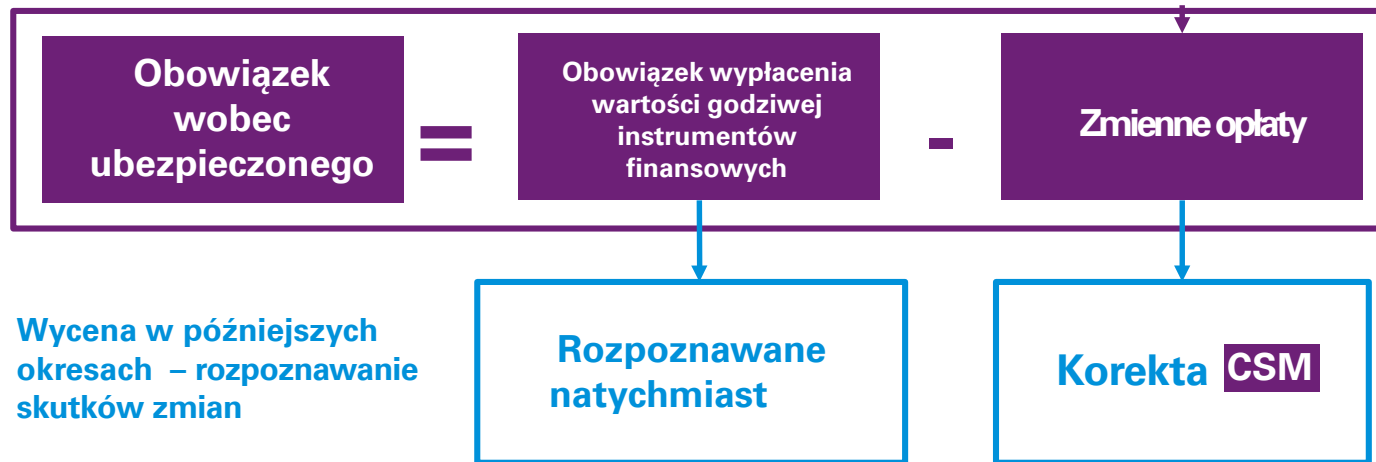 Obowiązek
wobec
ubezpieczonego
=
Obowiązek wypłacenia
wartości godziwej
instrumentów
finansowych
-
Zmienne opłaty
Wycena w późniejszych
okresach – rozpoznawanie
skutków zmian
Rozpoznawane
natychmiast
Korekta CSM